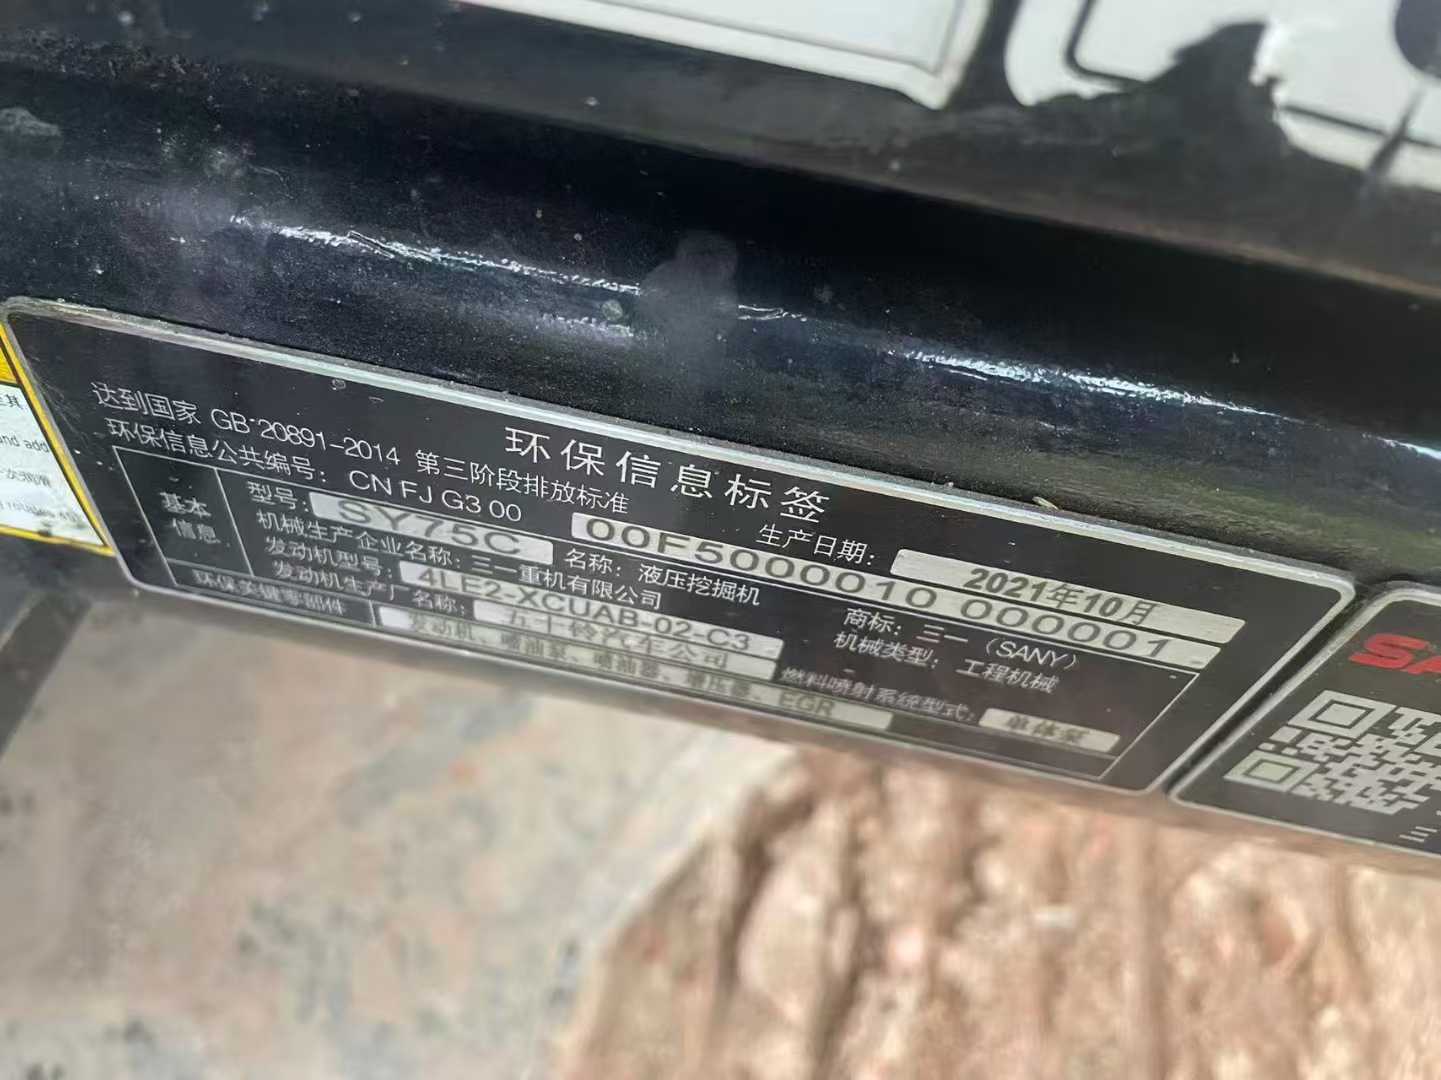 环保信息标签
达到国家 GB 20891-2014 第三阶段排放标准
生产日期: 2021年10月
环保信息公共编号: CN FJ G3 00 00F5000010 000001
基本信息
型号: SY75C
名称: 液压挖掘机
商标: 三一（SANY）
机械生产企业名称: 三一重机有限公司
机械类型: 工程机械
发动机型号: 4LE2-XCUAB-02-C3
发动机生产厂名称: 五十铃汽车公司
燃料喷射系统型式: 单体泵
环保关键零部件
发动机、喷油泵、喷油器、增压器、EGR
and add
SA
三